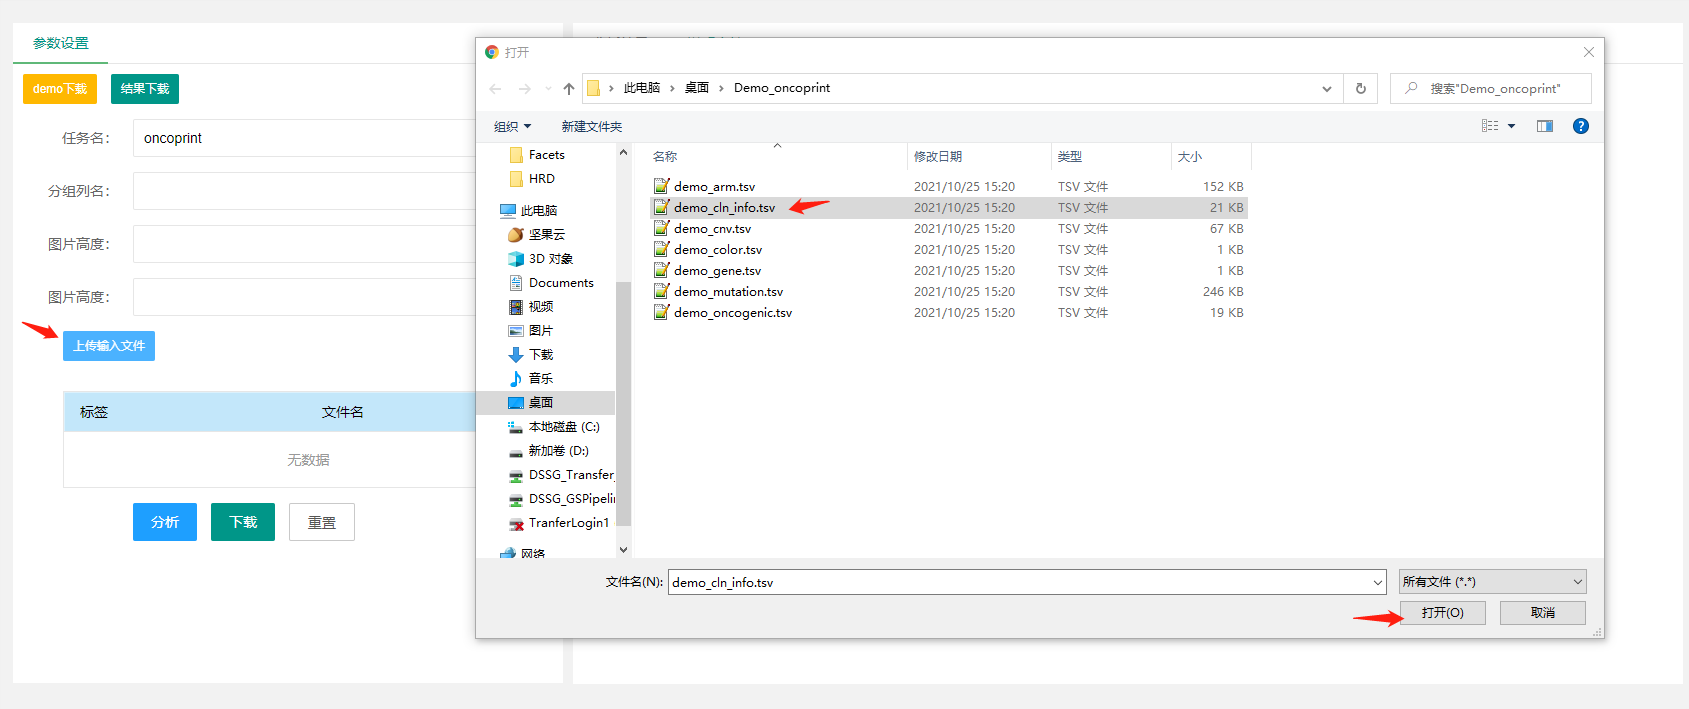 参数设置
demo下载
结果下载
任务名：
oncoprint
分组列名：
图片高度：
图片高度：
上传输入文件
标签
文件名
无数据
分析
下载
重置
打开
此电脑 › 桌面 › Demo_oncoprint
搜索"Demo_oncoprint"
组织
新建文件夹
Facets
HRD
此电脑
坚果云
3D 对象
Documents
视频
图片
下载
音乐
桌面
本地磁盘 (C:)
新加卷 (D:)
DSSG_Transfer_
DSSG_GSPipelin
TranferLogin1
网络
名称 修改日期 类型 大小
demo_arm.tsv 2021/10/25 15:20 TSV 文件 152 KB
demo_cln_info.tsv 2021/10/25 15:20 TSV 文件 21 KB
demo_cnv.tsv 2021/10/25 15:20 TSV 文件 67 KB
demo_color.tsv 2021/10/25 15:20 TSV 文件 1 KB
demo_gene.tsv 2021/10/25 15:20 TSV 文件 1 KB
demo_mutation.tsv 2021/10/25 15:20 TSV 文件 246 KB
demo_oncogenic.tsv 2021/10/25 15:20 TSV 文件 19 KB
文件名(N):
demo_cln_info.tsv
所有文件 (*.*)
打开(O)
取消